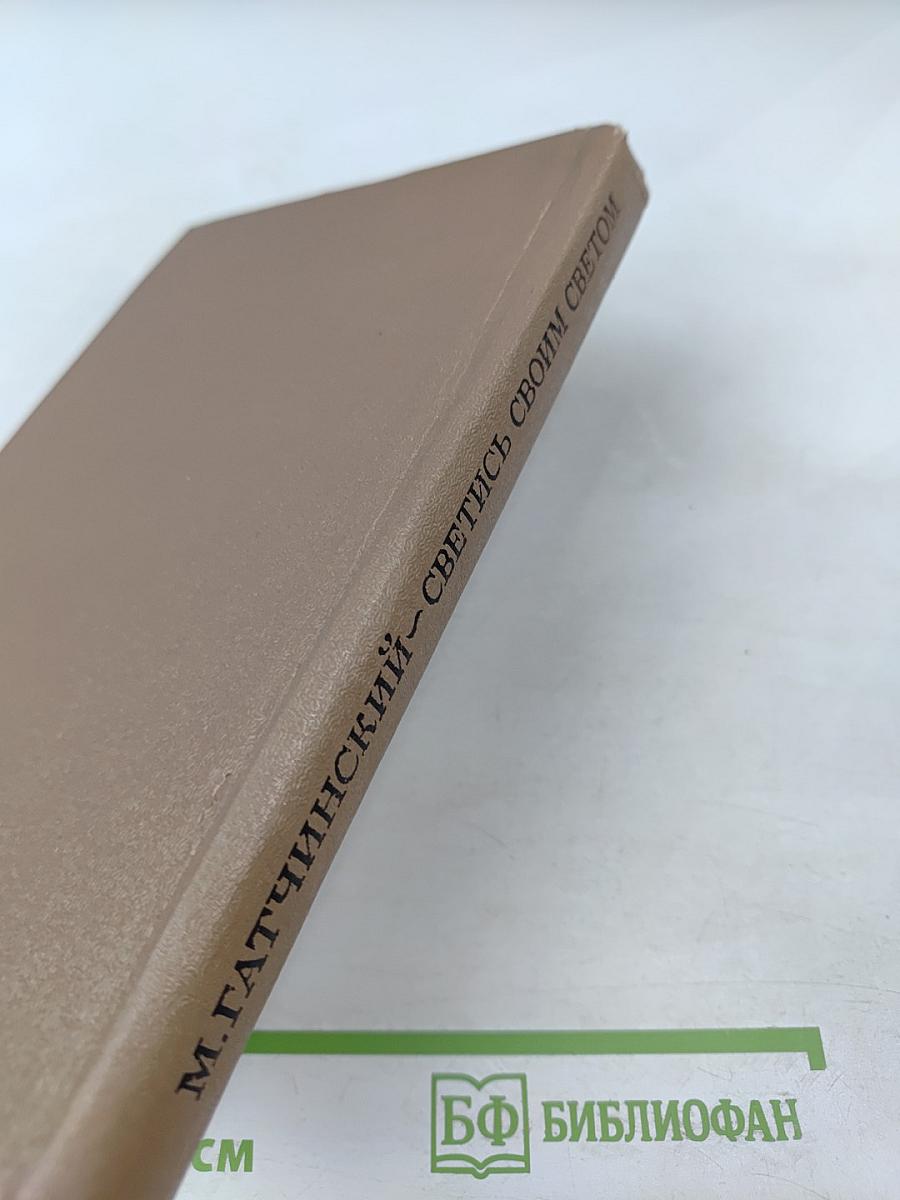 М. ГАТЧИНСКИЙ — СВЕТИСЬ СВОИМ СВЕТОМ
см
БФ БИБЛИОФАН